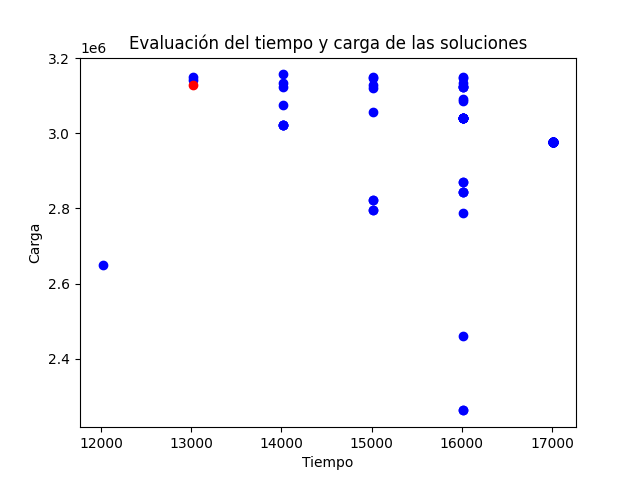 Evaluación del tiempo y carga de las soluciones
1e6
3.2
3.0
2.8
2.6
2.4
Carga
12000 13000 14000 15000 16000 17000
Tiempo